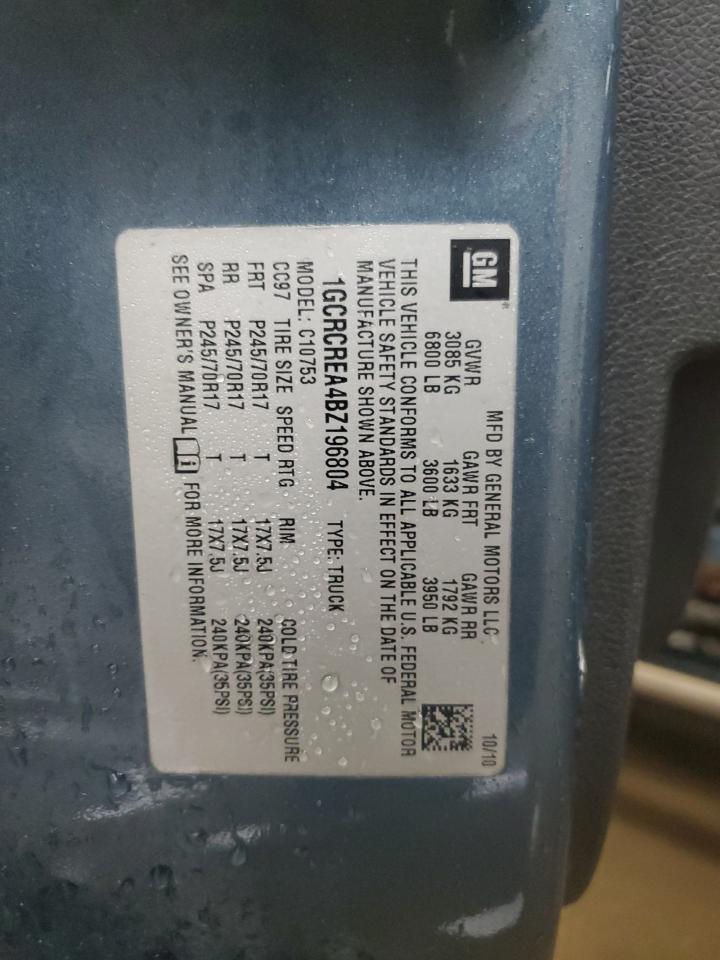 GM®
MFD BY GENERAL MOTORS LLC 10/10
GVWR GAWR FRT GAWR RR
3085 KG 1633 KG 1792 KG
6800 LB 3600 LB 3950 LB
THIS VEHICLE CONFORMS TO ALL APPLICABLE U.S. FEDERAL MOTOR
VEHICLE SAFETY STANDARDS IN EFFECT ON THE DATE OF
MANUFACTURE SHOWN ABOVE.
1GCRCREA4BZ196804 TYPE: TRUCK
MODEL: C10753
CC97 TIRE SIZE SPEED RTG RIM COLD TIRE PRESSURE
FRT P245/70R17 T 17X7.5J 240KPA(35PSI)
RR P245/70R17 T 17X7.5J 240KPA(35PSI)
SPA P245/70R17 T 17X7.5J 240KPA(35PSI)
SEE OWNER'S MANUAL i FOR MORE INFORMATION.